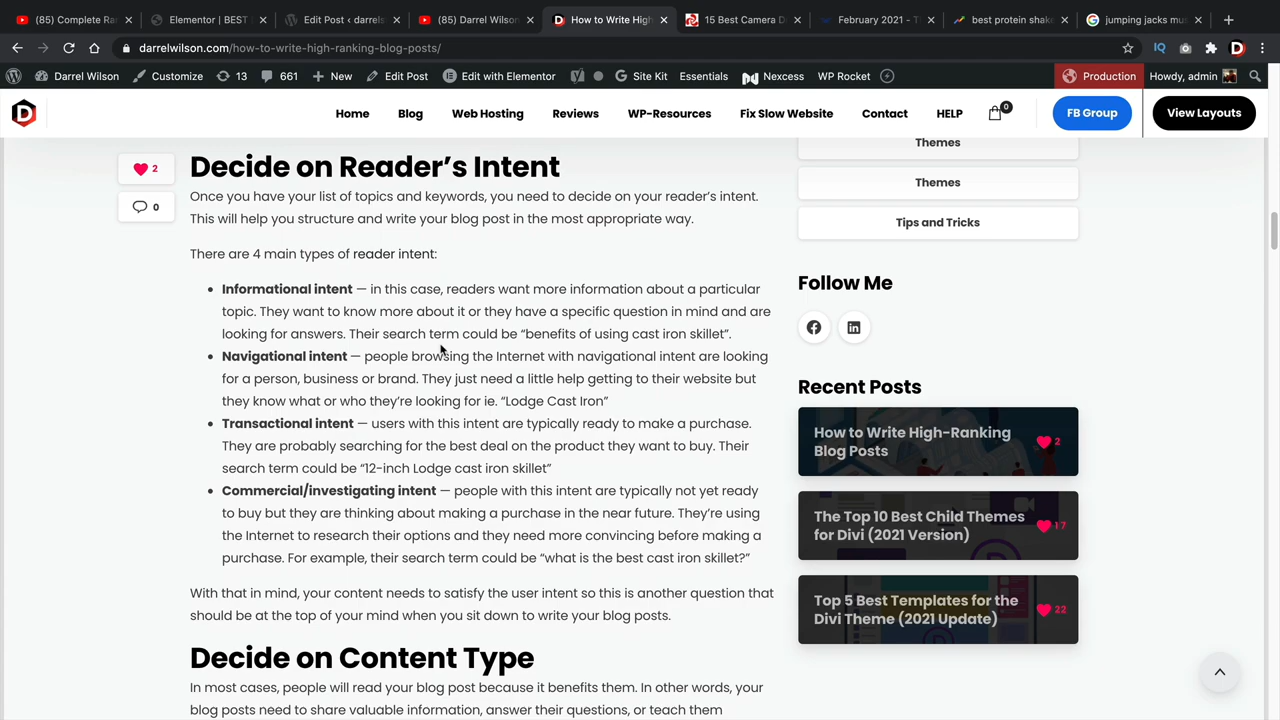 (85) Complete Ran
Elementor | BEST
Edit Post ‹ darrels
(85) Darrel Wilson
How to Write High
15 Best Camera D
February 2021 - T
best protein shak
jumping jacks mu
darrelwilson.com/how-to-write-high-ranking-blog-posts/
IQ
Darrel Wilson
Customize
13
661
New
Edit Post
Edit with Elementor
Site Kit
Essentials
Nexcess
WP Rocket
Production
Howdy, admin
Home
Blog
Web Hosting
Reviews
WP-Resources
Fix Slow Website
Contact
HELP
0
FB Group
View Layouts
2
0
Decide on Reader’s Intent
Once you have your list of topics and keywords, you need to decide on your reader’s intent.
This will help you structure and write your blog post in the most appropriate way.
There are 4 main types of reader intent:
• Informational intent — in this case, readers want more information about a particular
topic. They want to know more about it or they have a specific question in mind and are
looking for answers. Their search term could be “benefits of using cast iron skillet”.
• Navigational intent — people browsing the Internet with navigational intent are looking
for a person, business or brand. They just need a little help getting to their website but
they know what or who they’re looking for ie. “Lodge Cast Iron”
• Transactional intent — users with this intent are typically ready to make a purchase.
They are probably searching for the best deal on the product they want to buy. Their
search term could be “12-inch Lodge cast iron skillet”
• Commercial/investigating intent — people with this intent are typically not yet ready
to buy but they are thinking about making a purchase in the near future. They’re using
the Internet to research their options and they need more convincing before making a
purchase. For example, their search term could be “what is the best cast iron skillet?”
With that in mind, your content needs to satisfy the user intent so this is another question that
should be at the top of your mind when you sit down to write your blog posts.
Decide on Content Type
In most cases, people will read your blog post because it benefits them. In other words, your
blog posts need to share valuable information, answer their questions, or teach them
Themes
Themes
Tips and Tricks
Follow Me
Recent Posts
How to Write High-Ranking
Blog Posts
2
The Top 10 Best Child Themes
for Divi (2021 Version)
17
Top 5 Best Templates for the
Divi Theme (2021 Update)
22